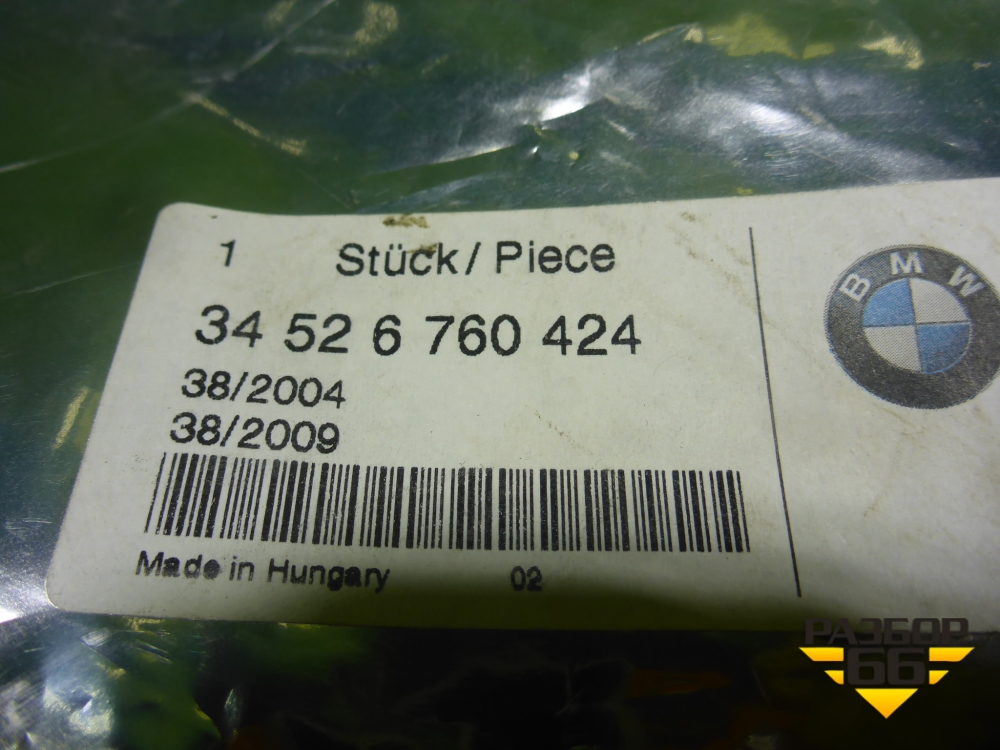 1 Stück / Piece
34 52 6 760 424
38/2004
38/2009
Made in Hungary 02
BMW
РАЗБОР
66